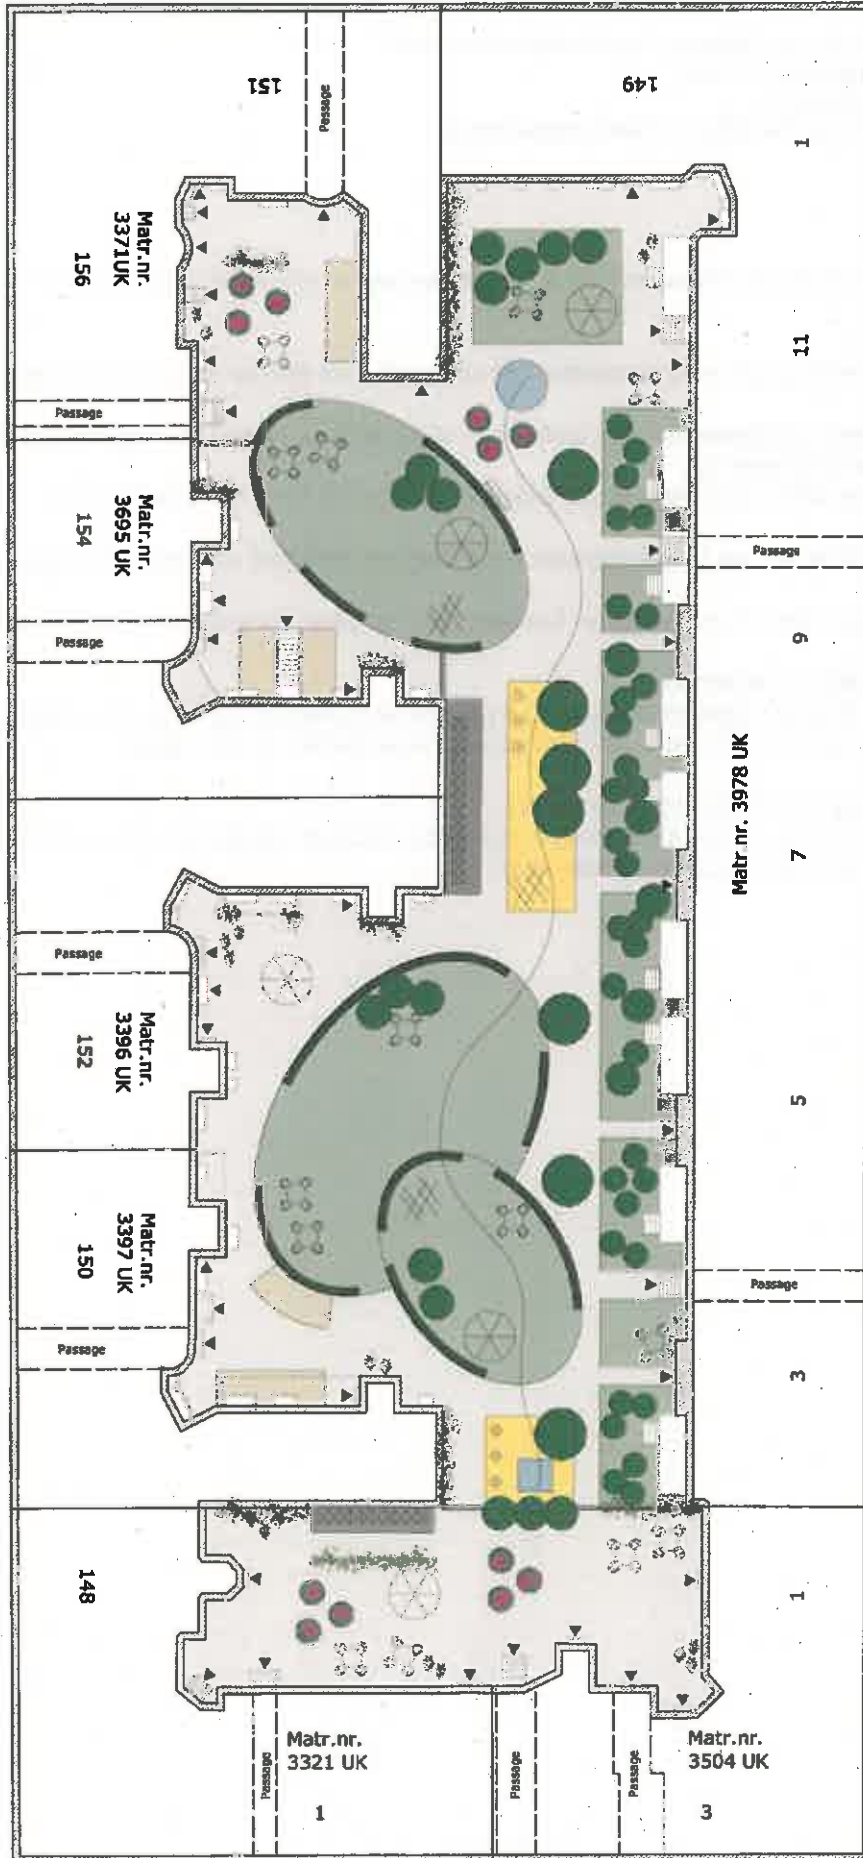 151
Passage
149
1
Matr.nr.
3371UK
156
11
Passage
Matr.nr.
3695 UK
154
Passage
Passage
9
Matr.nr. 3978 UK
7
Passage
Matr.nr.
3396 UK
152
5
Matr.nr.
3397 UK
150
Passage
Passage
3
148
1
Matr.nr.
3321 UK
Passage
1
Passage
Passage
Matr.nr.
3504 UK
3